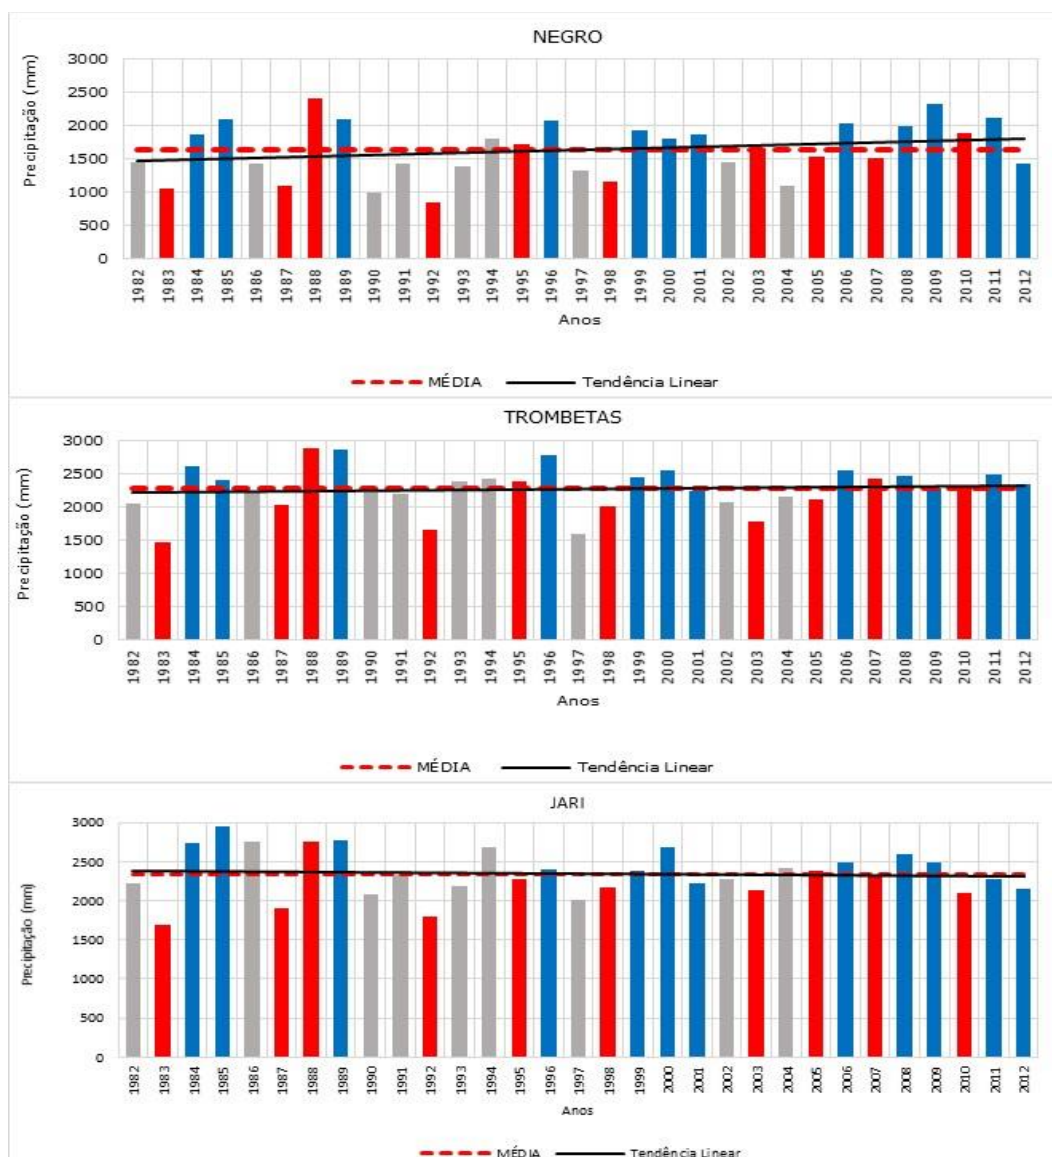 NEGRO
Precipitação (mm)
3000
2500
2000
1500
1000
500
0
1982 1983 1984 1985 1986 1987 1988 1989 1990 1991 1992 1993 1994 1995 1996 1997 1998 1999 2000 2001 2002 2003 2004 2005 2006 2007 2008 2009 2010 2011 2012
Anos
MÉDIA Tendência Linear
TROMBETAS
Precipitação (mm)
3000
2500
2000
1500
1000
500
0
1982 1983 1984 1985 1986 1987 1988 1989 1990 1991 1992 1993 1994 1995 1996 1997 1998 1999 2000 2001 2002 2003 2004 2005 2006 2007 2008 2009 2010 2011 2012
Anos
MÉDIA Tendência Linear
JARI
Precipitação (mm)
3000
2500
2000
1500
1000
500
0
1982 1983 1984 1985 1986 1987 1988 1989 1990 1991 1992 1993 1994 1995 1996 1997 1998 1999 2000 2001 2002 2003 2004 2005 2006 2007 2008 2009 2010 2011 2012
Anos
MÉDIA Tendência Linear